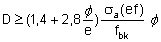 D ≥ (1,4 + 2,8 ϕ/e) σa(ef)/fbk ϕ